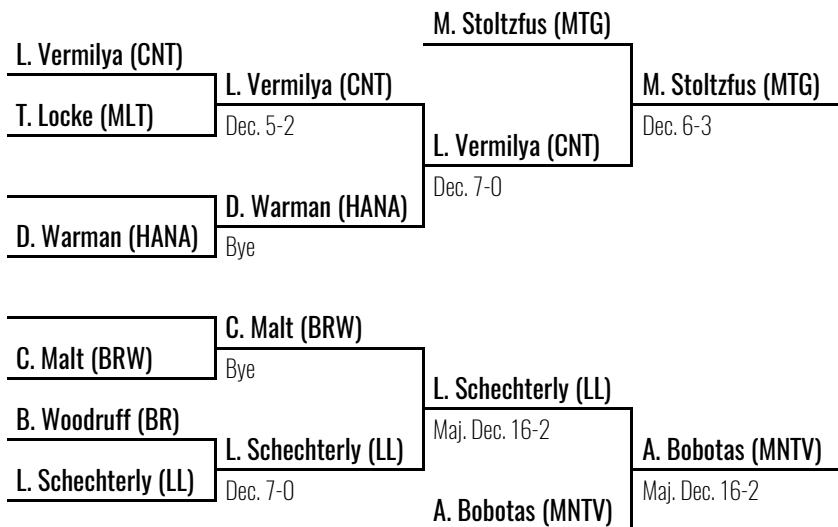 M. Stoltzfus (MTG)
L. Vermilya (CNT)
L. Vermilya (CNT)
M. Stoltzfus (MTG)
T. Locke (MLT)
Dec. 5-2
Dec. 6-3
L. Vermilya (CNT)
Dec. 7-0
D. Warman (HANA)
D. Warman (HANA)
Bye
C. Malt (BRW)
C. Malt (BRW)
Bye
L. Schechterly (LL)
B. Woodruff (BR)
Maj. Dec. 16-2
L. Schechterly (LL)
A. Bobotas (MNTV)
L. Schechterly (LL)
Dec. 7-0
Maj. Dec. 16-2
A. Bobotas (MNTV)